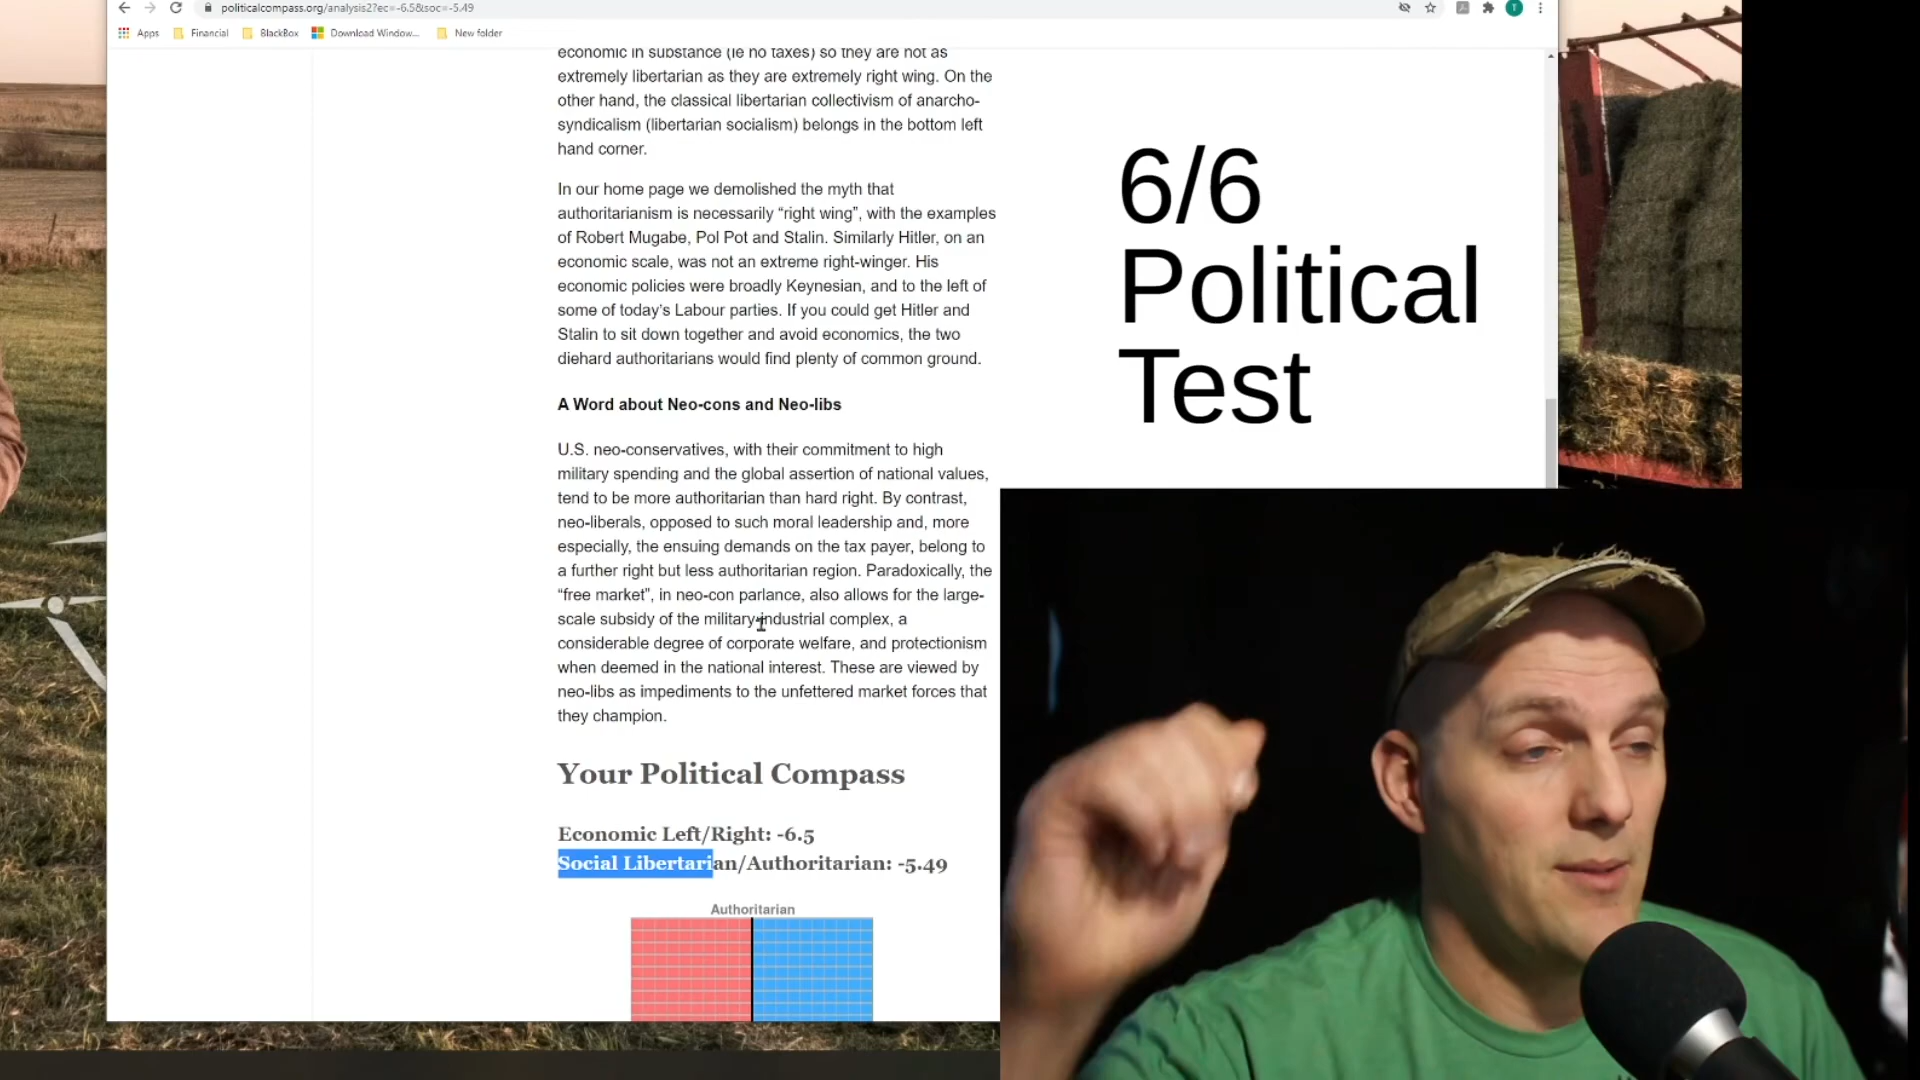 politicalcompass.org/analysis2?ec=-6.5&soc=-5.49
Apps Financial BlackBox Download Window... New folder
T
economic in substance (ie no taxes) so they are not as
extremely libertarian as they are extremely right wing. On the
other hand, the classical libertarian collectivism of anarcho-
syndicalism (libertarian socialism) belongs in the bottom left
hand corner.
In our home page we demolished the myth that
authoritarianism is necessarily “right wing”, with the examples
of Robert Mugabe, Pol Pot and Stalin. Similarly Hitler, on an
economic scale, was not an extreme right-winger. His
economic policies were broadly Keynesian, and to the left of
some of today’s Labour parties. If you could get Hitler and
Stalin to sit down together and avoid economics, the two
diehard authoritarians would find plenty of common ground.
A Word about Neo-cons and Neo-libs
U.S. neo-conservatives, with their commitment to high
military spending and the global assertion of national values,
tend to be more authoritarian than hard right. By contrast,
neo-liberals, opposed to such moral leadership and, more
especially, the ensuing demands on the tax payer, belong to
a further right but less authoritarian region. Paradoxically, the
“free market”, in neo-con parlance, also allows for the large-
scale subsidy of the military-industrial complex, a
considerable degree of corporate welfare, and protectionism
when deemed in the national interest. These are viewed by
neo-libs as impediments to the unfettered market forces that
they champion.
Your Political Compass
Economic Left/Right: -6.5
Social Libertarian/Authoritarian: -5.49
Authoritarian
6/6
Political
Test